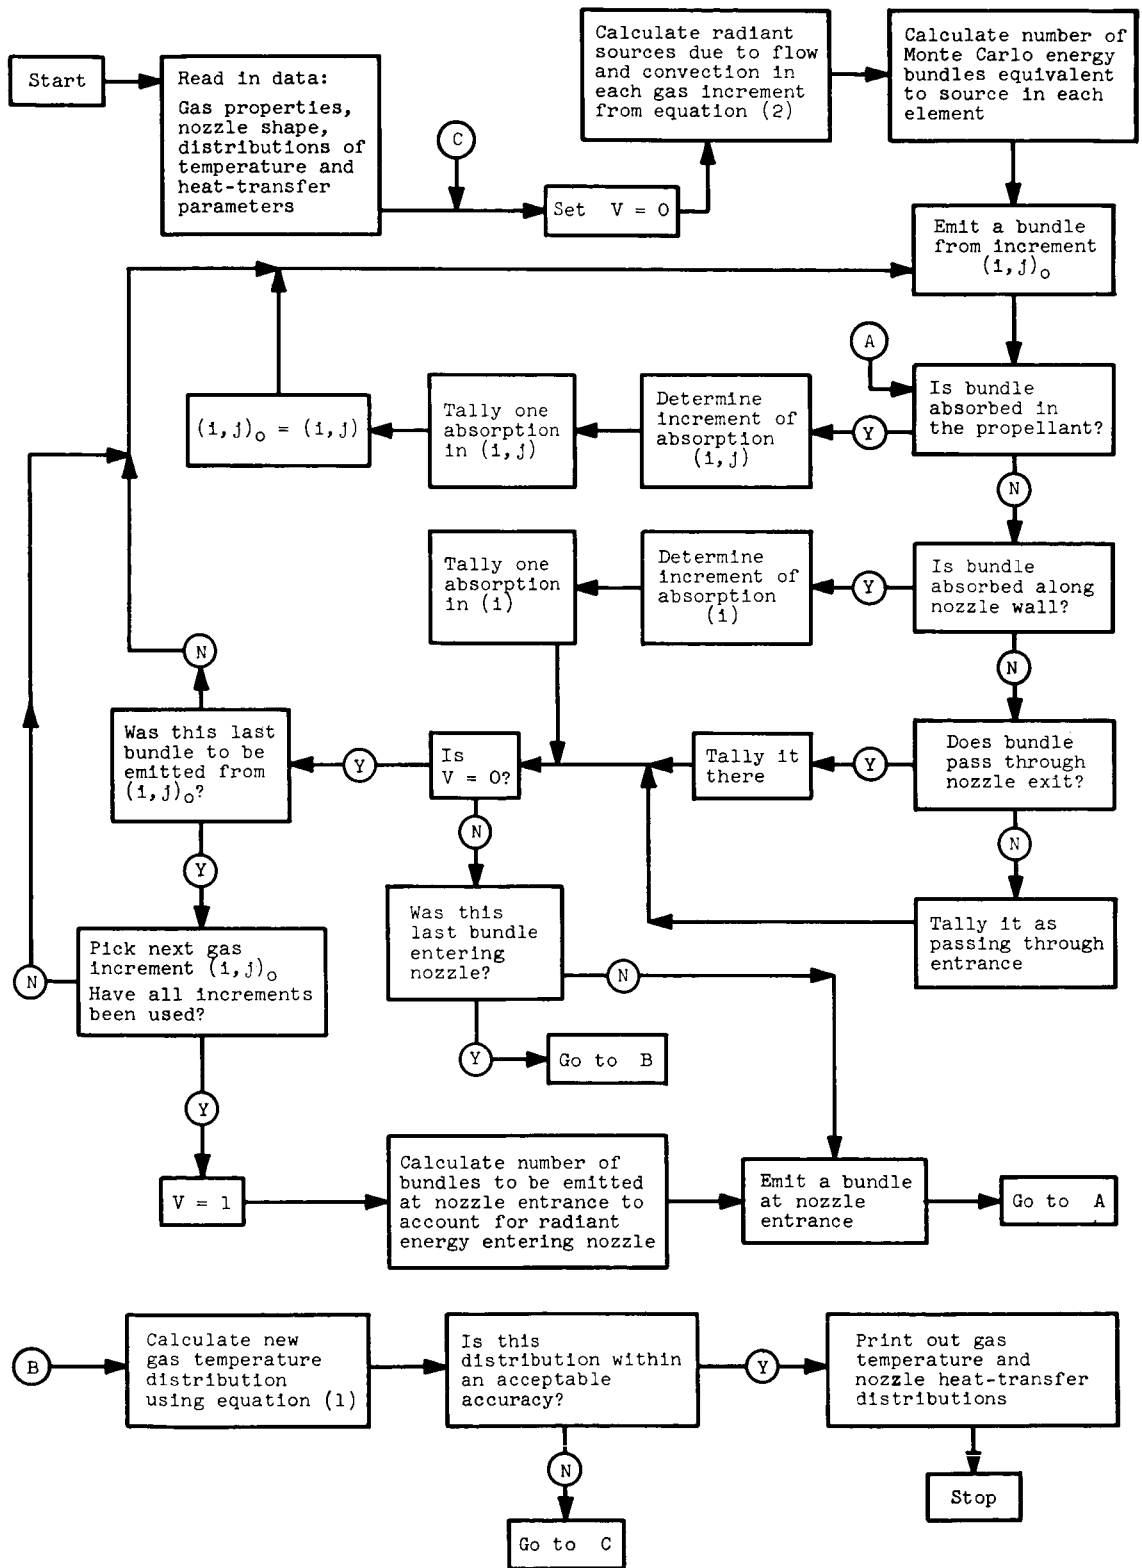 Start
Read in data:
Gas properties,
nozzle shape,
distributions of
temperature and
heat-transfer
parameters
C
Set V = 0
Calculate radiant
sources due to flow
and convection in
each gas increment
from equation (2)
Calculate number of
Monte Carlo energy
bundles equivalent
to source in each
element
Emit a bundle
from increment
(i,j)o
A
Is bundle
absorbed in
the propellant?
Y
Determine
increment of
absorption
(i,j)
Tally one
absorption
in (i,j)
(i,j)o = (i,j)
N
Is bundle
absorbed along
nozzle wall?
Y
Determine
increment of
absorption
(i)
Tally one
absorption
in (i)
N
Does bundle
pass through
nozzle exit?
Y
Tally it
there
Is
V = 0?
Y
Was this last
bundle to be
emitted from
(i,j)o?
N
N
Tally it as
passing through
entrance
N
Was this
last bundle
entering
nozzle?
N
Y
Go to B
Y
Pick next gas
increment (i,j)o
Have all increments
been used?
N
Y
V = 1
Calculate number of
bundles to be emitted
at nozzle entrance to
account for radiant
energy entering nozzle
Emit a bundle
at nozzle
entrance
Go to A
B
Calculate new
gas temperature
distribution
using equation (1)
Is this
distribution within
an acceptable
accuracy?
Y
Print out gas
temperature and
nozzle heat-transfer
distributions
N
Go to C
Stop